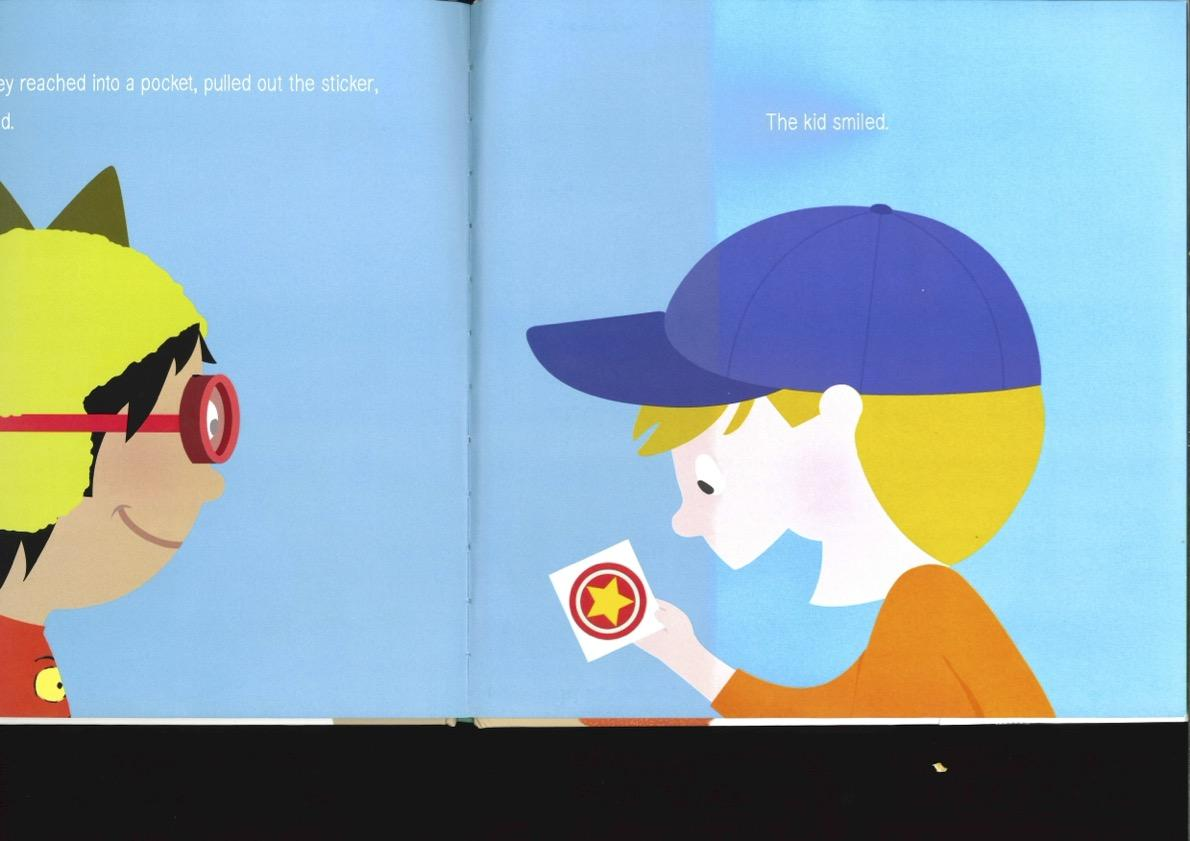 ey reached into a pocket, pulled out the sticker,
d.
The kid smiled.